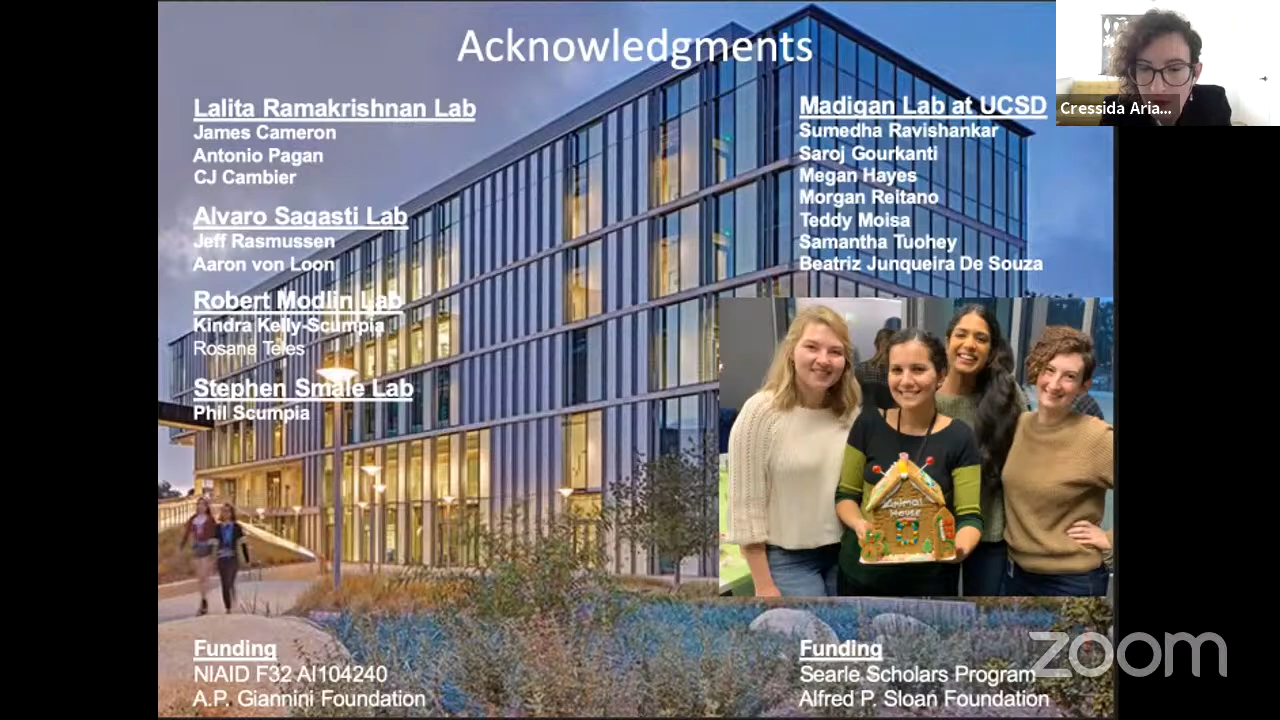 Acknowledgments
Lalita Ramakrishnan Lab
James Cameron
Antonio Pagan
CJ Cambier
Alvaro Sagasti Lab
Jeff Rasmussen
Aaron von Loon
Robert Modlin Lab
Kindra Kelly-Scumpia
Rosane Teles
Stephen Smale Lab
Phil Scumpia
Funding
NIAID F32 AI104240
A.P. Giannini Foundation
Madigan Lab at UCSD
Sumedha Ravishankar
Saroj Gourkanti
Megan Hayes
Morgan Reitano
Teddy Moisa
Samantha Tuohey
Beatriz Junqueira De Souza
Animal
House
Funding
Searle Scholars Program
Alfred P. Sloan Foundation
Cressida Aria...
zoom